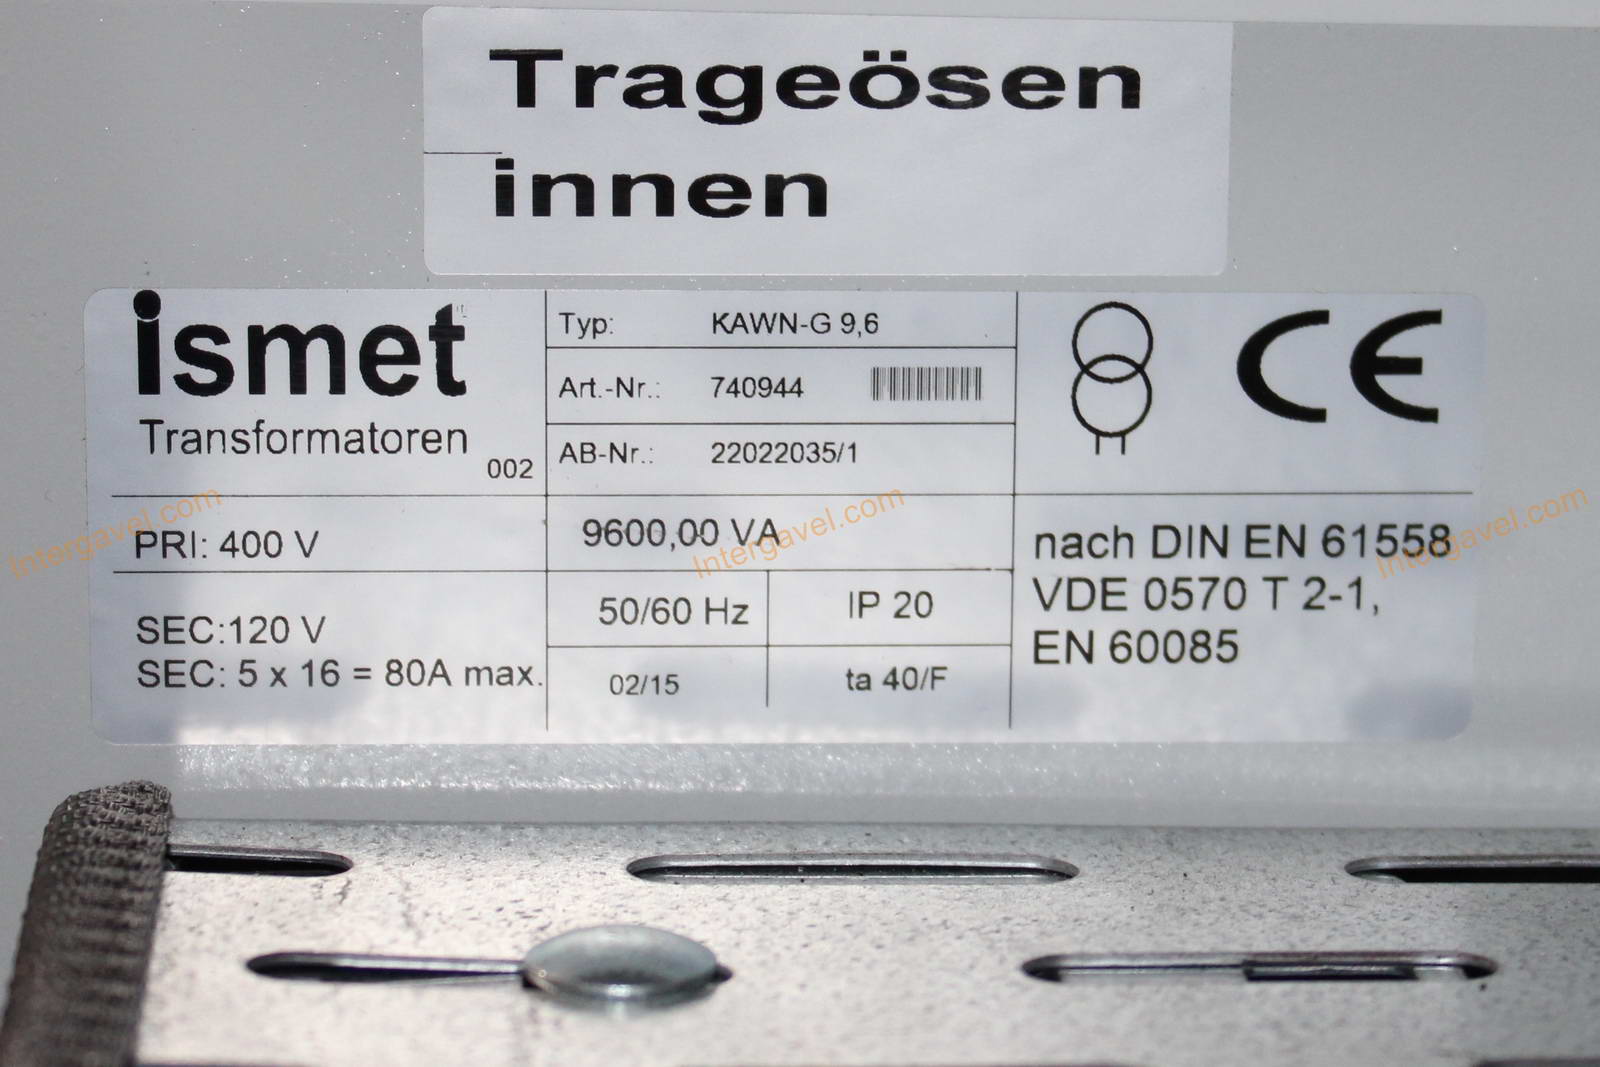 Trageösen
innen
ismet
Transformatoren
002
Typ: KAWN-G 9,6
Art.-Nr.: 740944
AB-Nr.: 22022035/1
CE
PRI: 400 V
9600,00 VA
SEC:120 V
SEC: 5 x 16 = 80A max.
50/60 Hz
IP 20
02/15
ta 40/F
nach DIN EN 61558
VDE 0570 T 2-1,
EN 60085
Intergavel.com
Intergavel.com
Intergavel.com